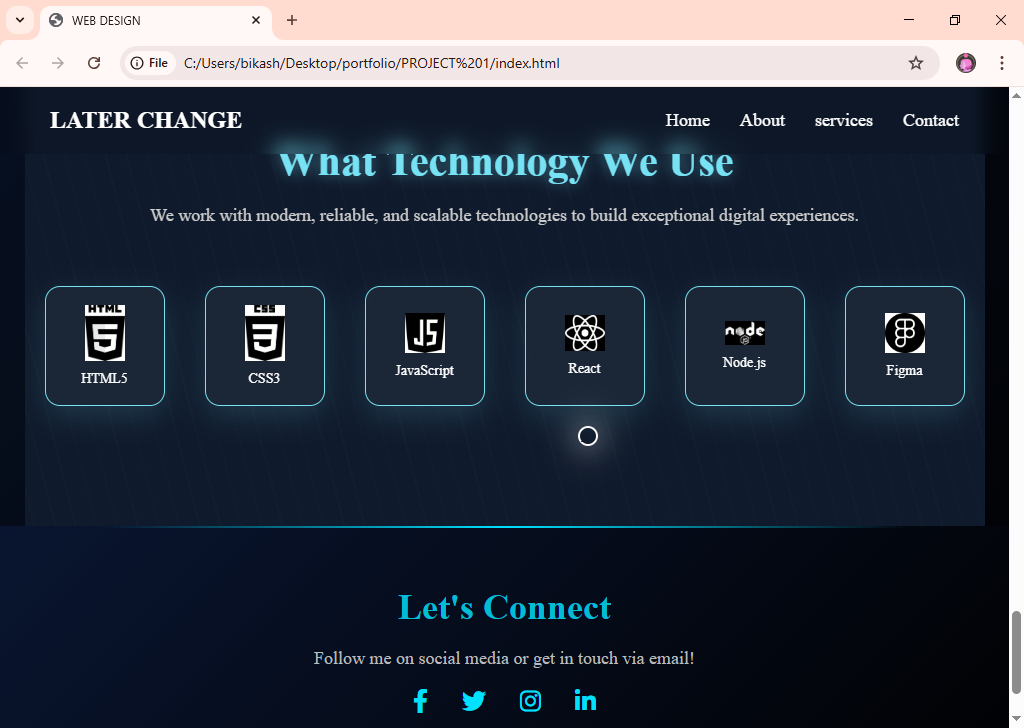 WEB DESIGN
File C:/Users/bikash/Desktop/portfolio/PROJECT%201/index.html
LATER CHANGE Home About services Contact
What Technology We Use
We work with modern, reliable, and scalable technologies to build exceptional digital experiences.
HTML CSS
5 3 JS node JS
HTML5 CSS3 JavaScript React Node.js Figma
Let's Connect
Follow me on social media or get in touch via email!